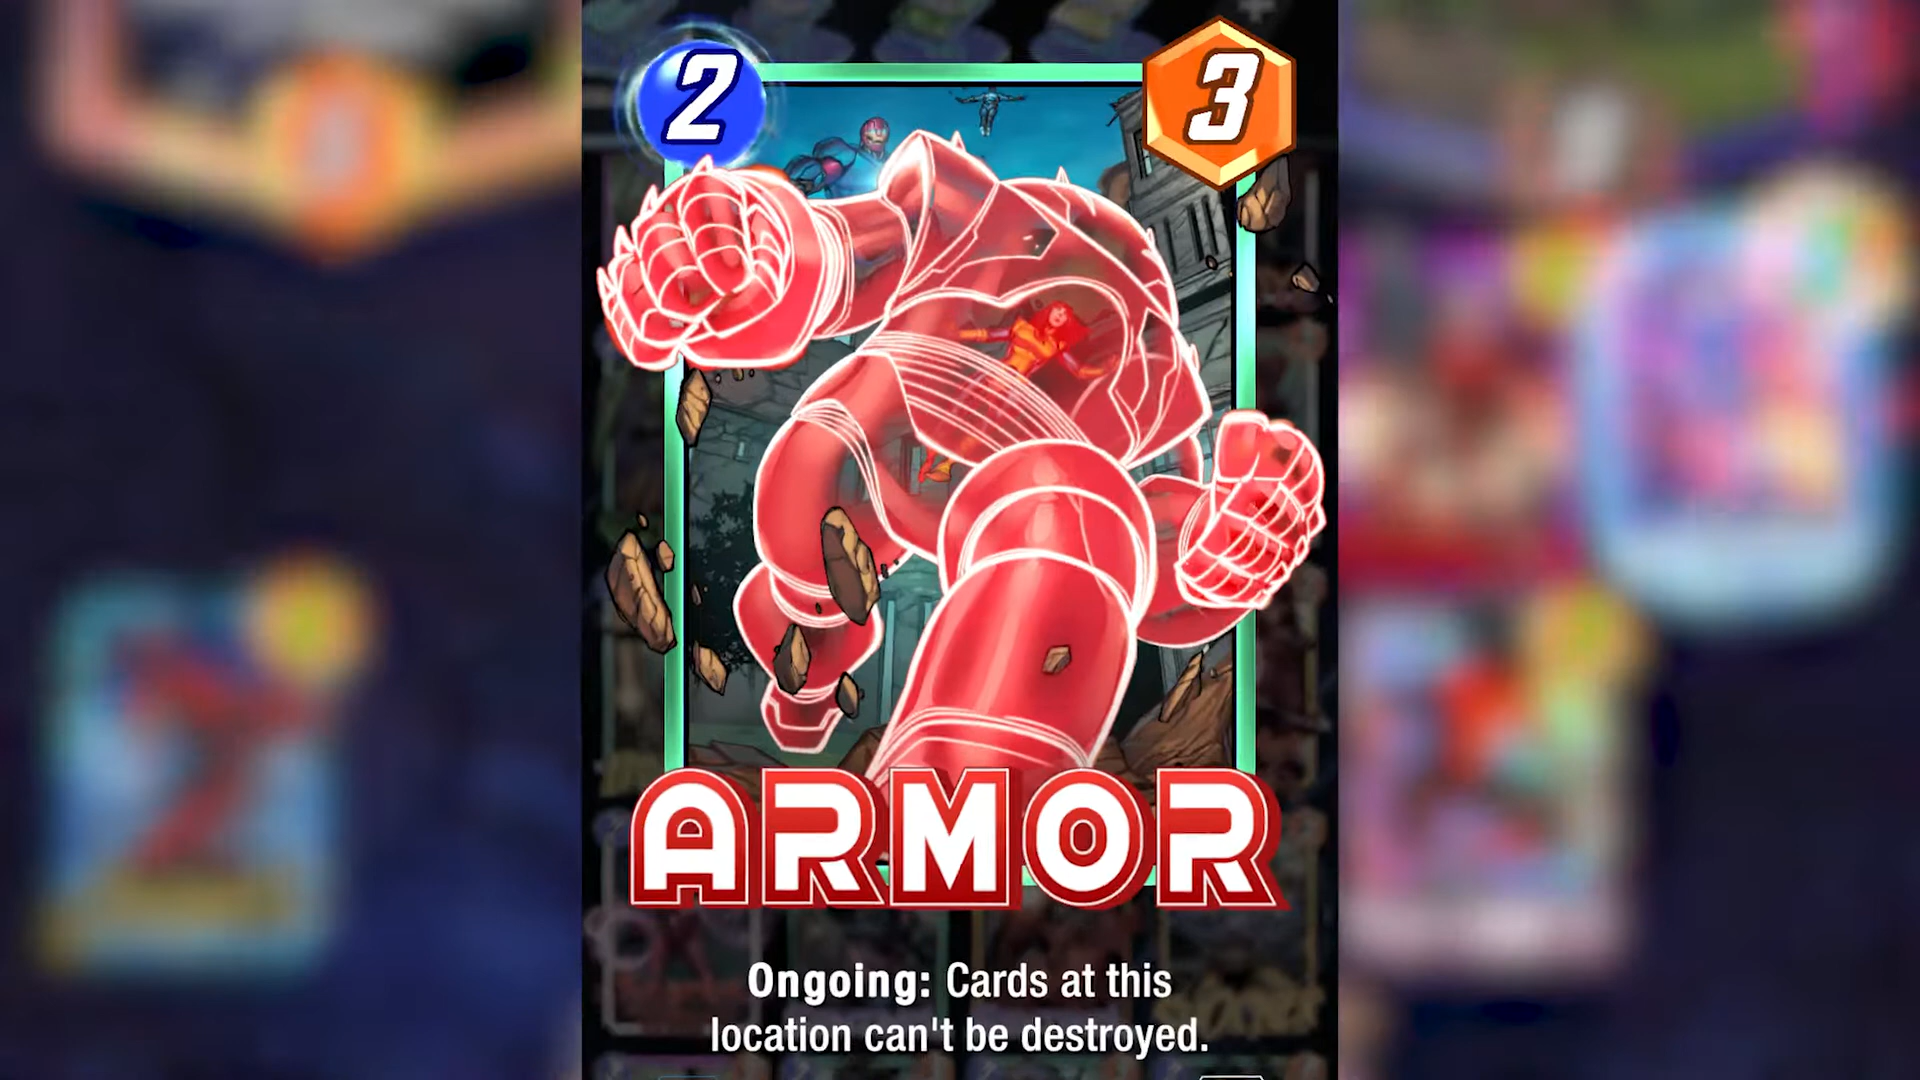 2
3
ARMOR
Ongoing: Cards at this
location can't be destroyed.